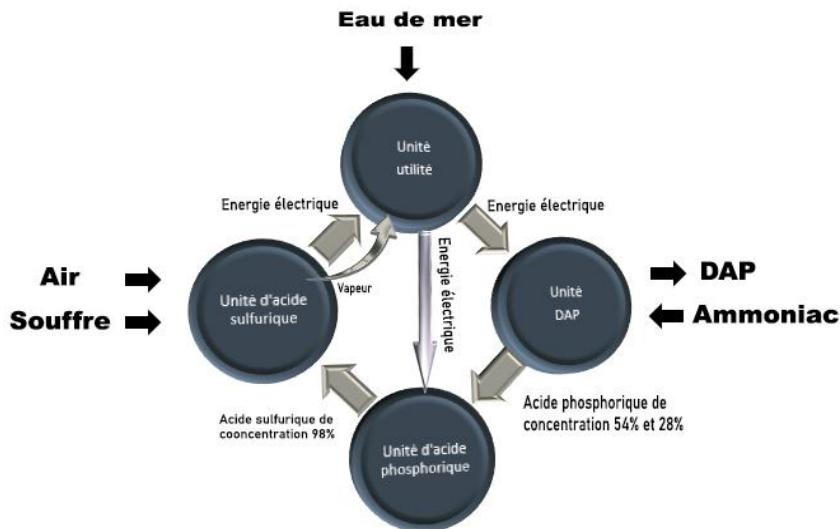 Eau de mer
Unité
utilité
Energie électrique
Energie électrique
Air
Souffre
Unité d'acide
sulfurique
Vapeur
Energie électrique
Unité
DAP
DAP
Ammoniac
Acide sulfurique de
cooncentration 98%
Acide phosphorique de
concentration 54% et 28%
Unité d'acide
phosphorique